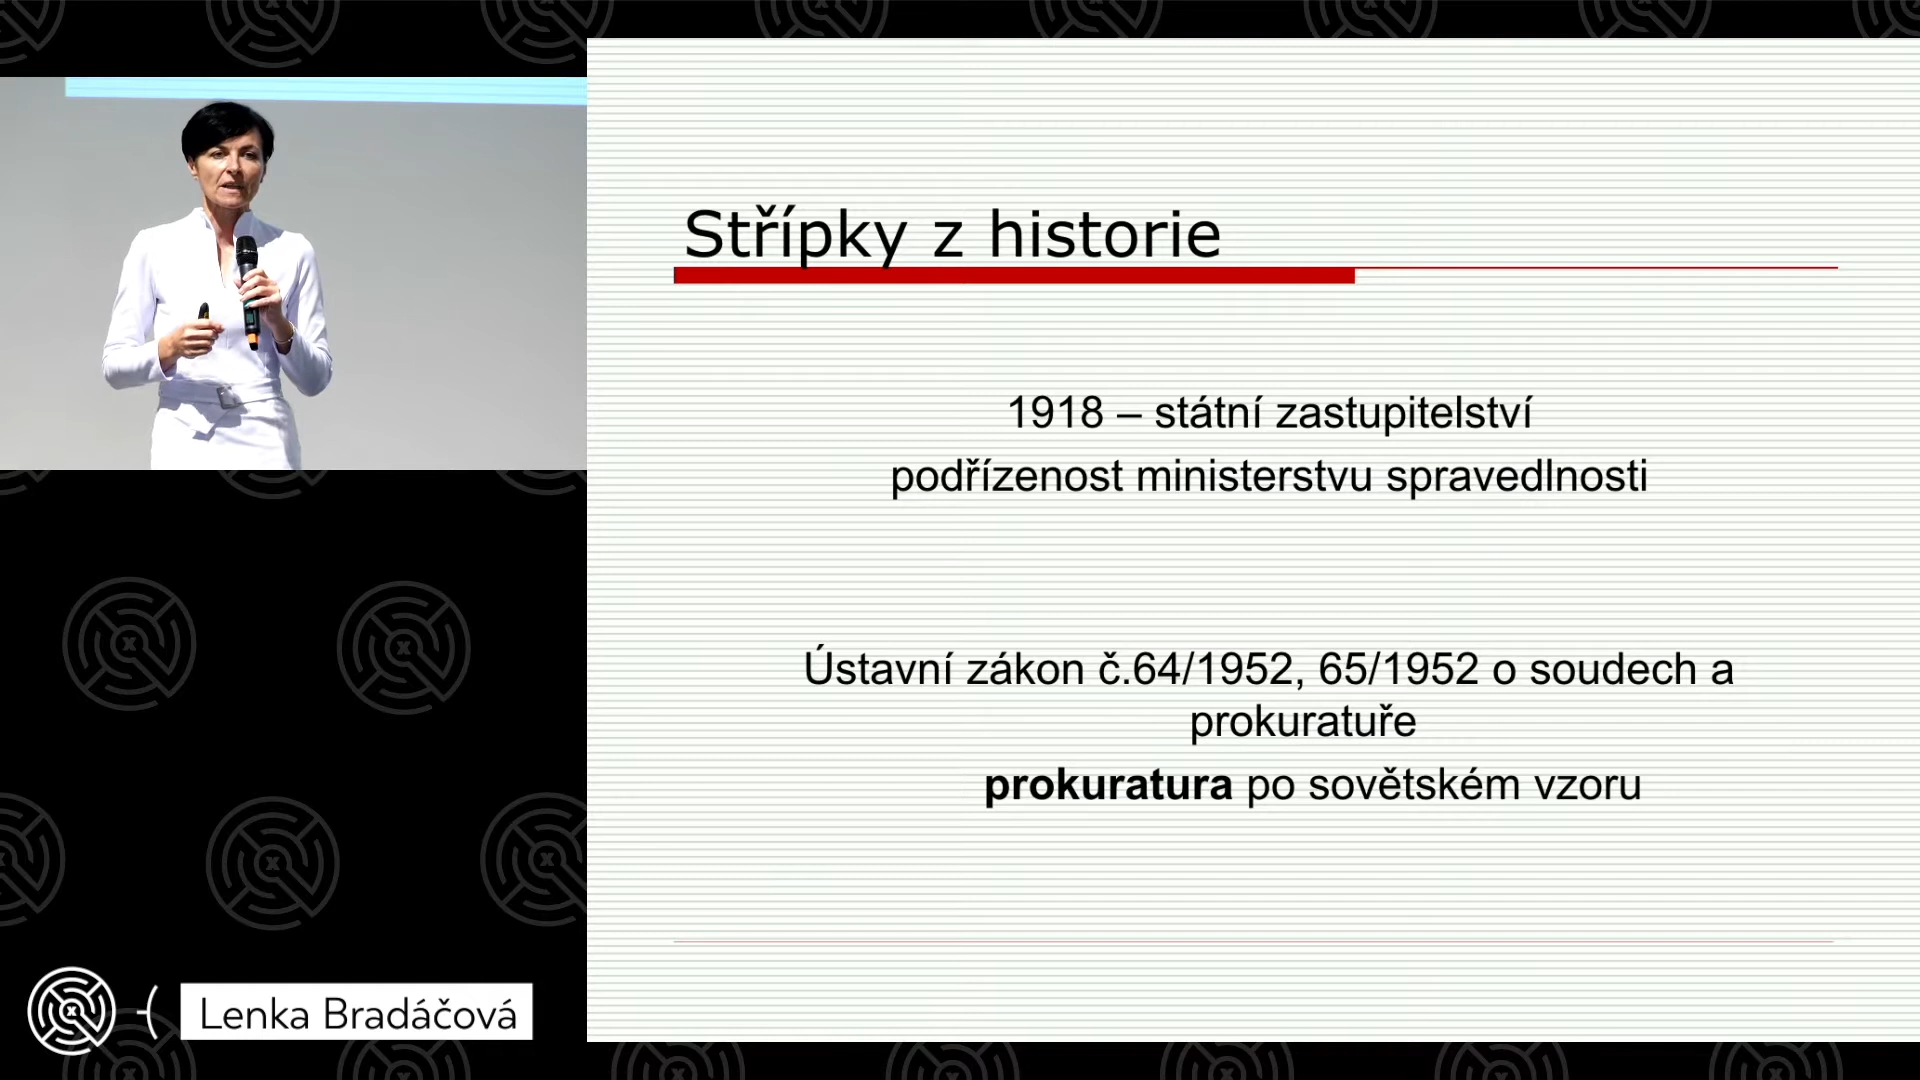 Střípky z historie
1918 – státní zastupitelství
podřízenost ministerstvu spravedlnosti
Ústavní zákon č.64/1952, 65/1952 o soudech a
prokuratuře
prokuratura po sovětském vzoru
Lenka Bradáčová